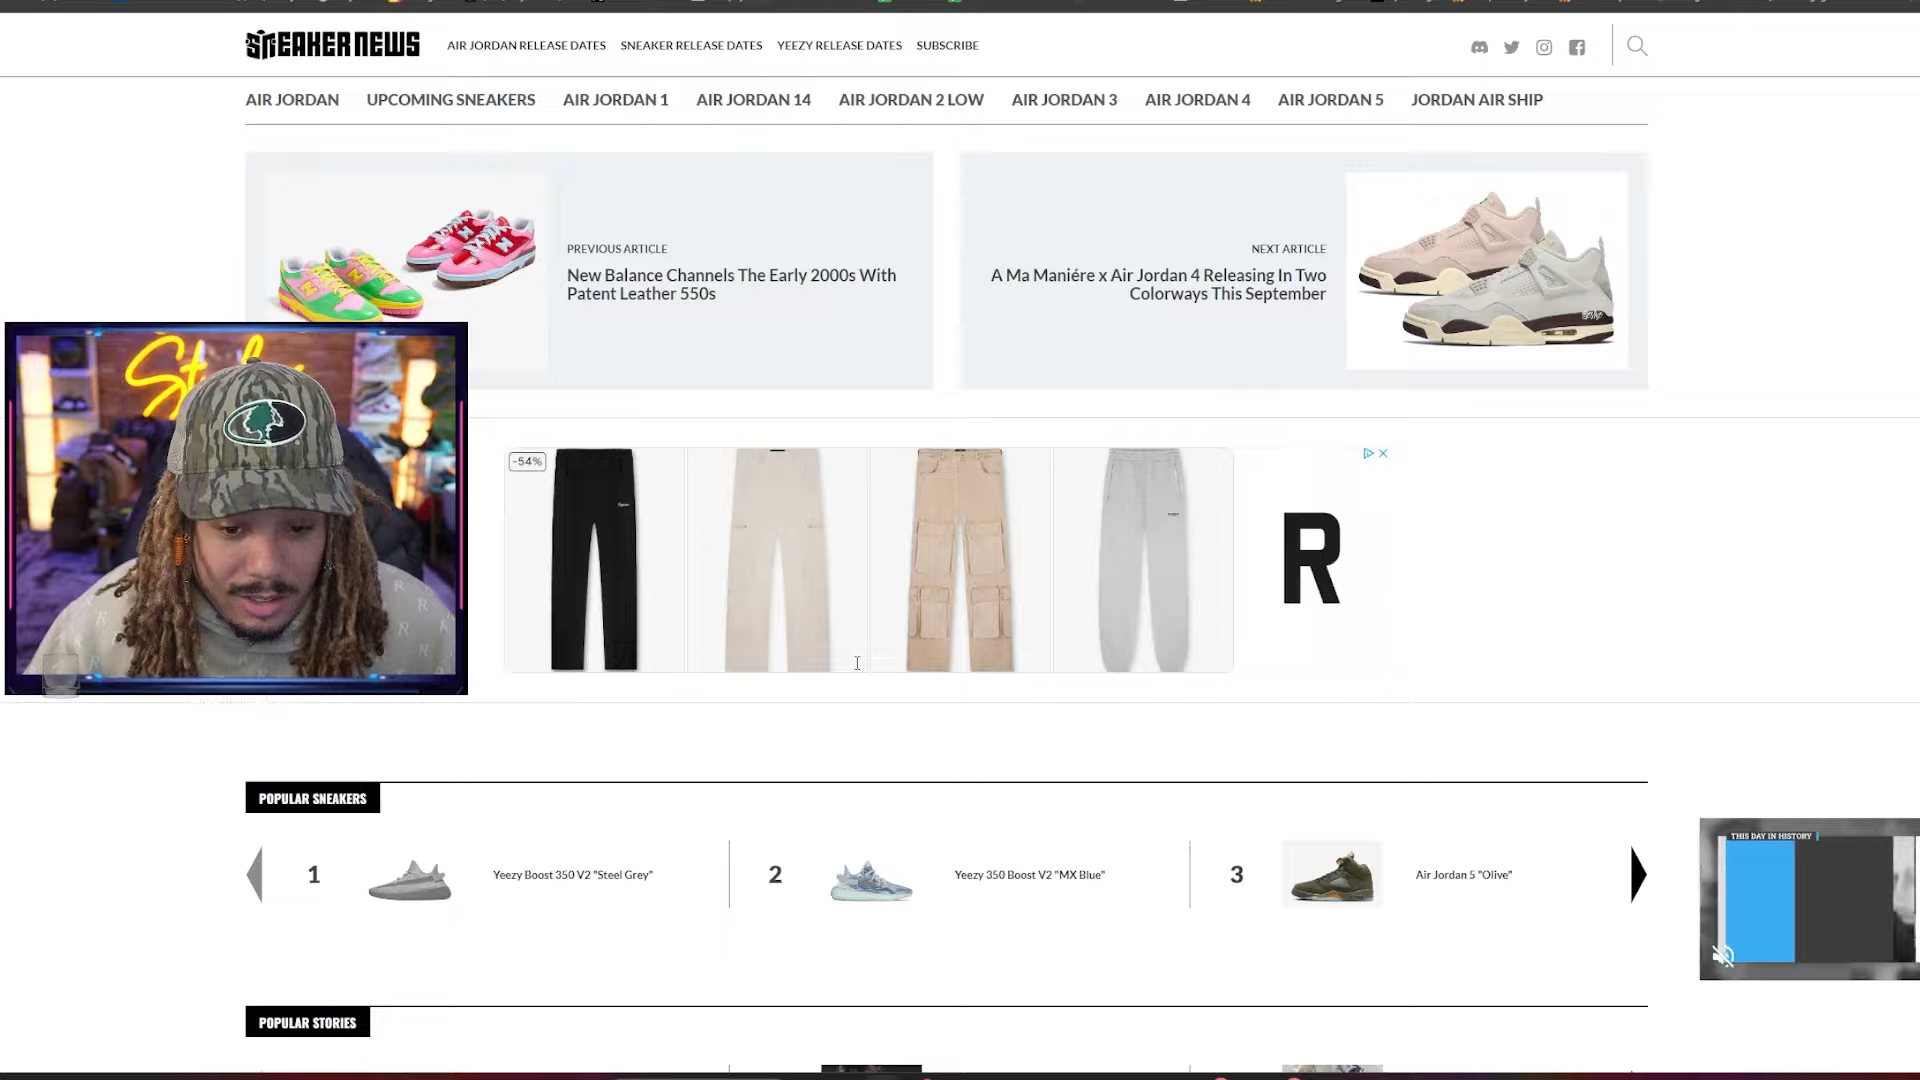 SNEAKER NEWS
AIR JORDAN RELEASE DATES
SNEAKER RELEASE DATES
YEEZY RELEASE DATES
SUBSCRIBE
AIR JORDAN
UPCOMING SNEAKERS
AIR JORDAN 1
AIR JORDAN 14
AIR JORDAN 2 LOW
AIR JORDAN 3
AIR JORDAN 4
AIR JORDAN 5
JORDAN AIR SHIP
PREVIOUS ARTICLE
New Balance Channels The Early 2000s With
Patent Leather 550s
NEXT ARTICLE
A Ma Maniére x Air Jordan 4 Releasing In Two
Colorways This September
-54%
R
POPULAR SNEAKERS
1
Yeezy Boost 350 V2 "Steel Grey"
2
Yeezy 350 Boost V2 "MX Blue"
3
Air Jordan 5 "Olive"
THIS DAY IN HISTORY
POPULAR STORIES